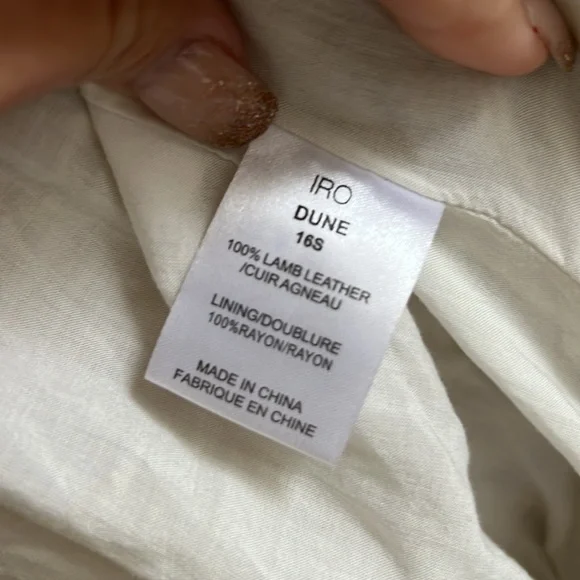 IRO
DUNE
16S
100% LAMB LEATHER
/CUIR AGNEAU
LINING/DOUBLURE
100%RAYON/RAYON
MADE IN CHINA
FABRIQUE EN CHINE